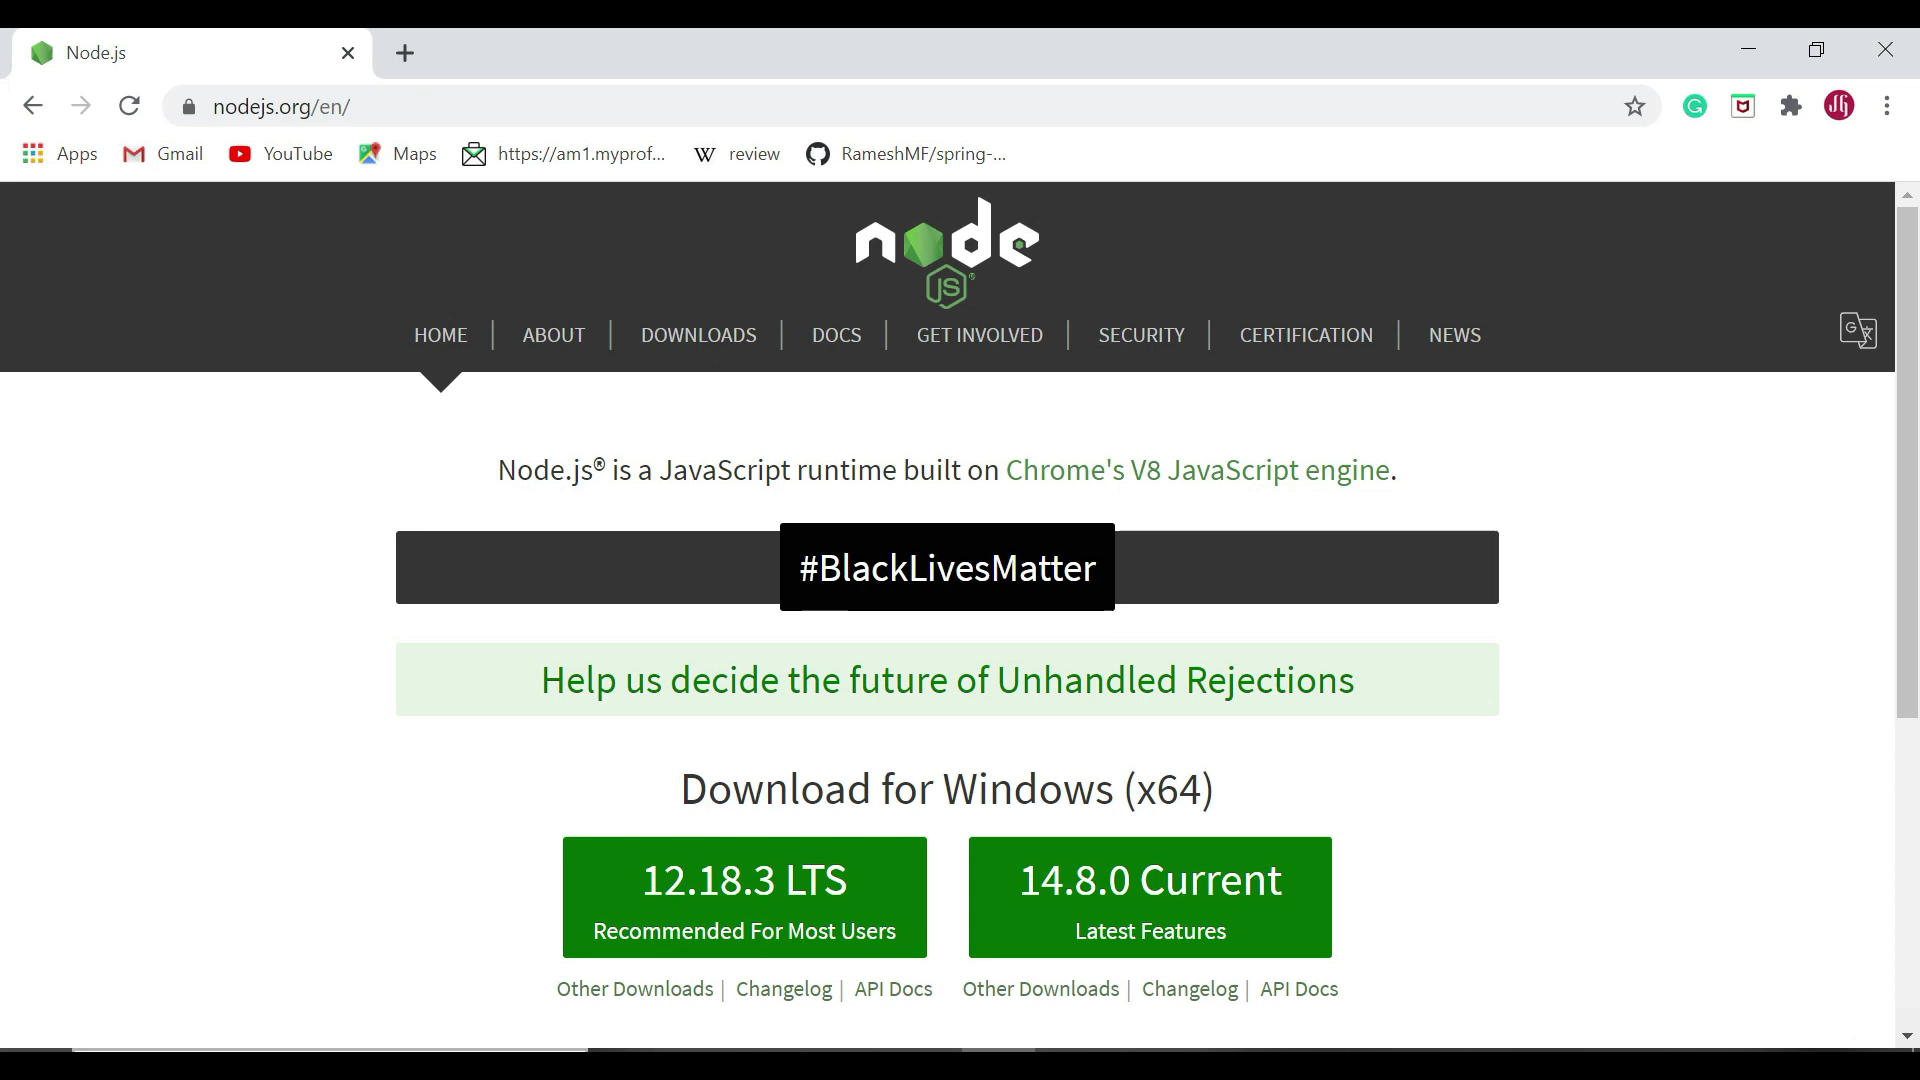 Node.js
nodejs.org/en/
Apps Gmail YouTube Maps https://am1.myprof... review RameshMF/spring-...
node
JS
HOME ABOUT DOWNLOADS DOCS GET INVOLVED SECURITY CERTIFICATION NEWS
Node.js® is a JavaScript runtime built on Chrome's V8 JavaScript engine.
#BlackLivesMatter
Help us decide the future of Unhandled Rejections
Download for Windows (x64)
12.18.3 LTS
Recommended For Most Users
14.8.0 Current
Latest Features
Other Downloads | Changelog | API Docs
Other Downloads | Changelog | API Docs